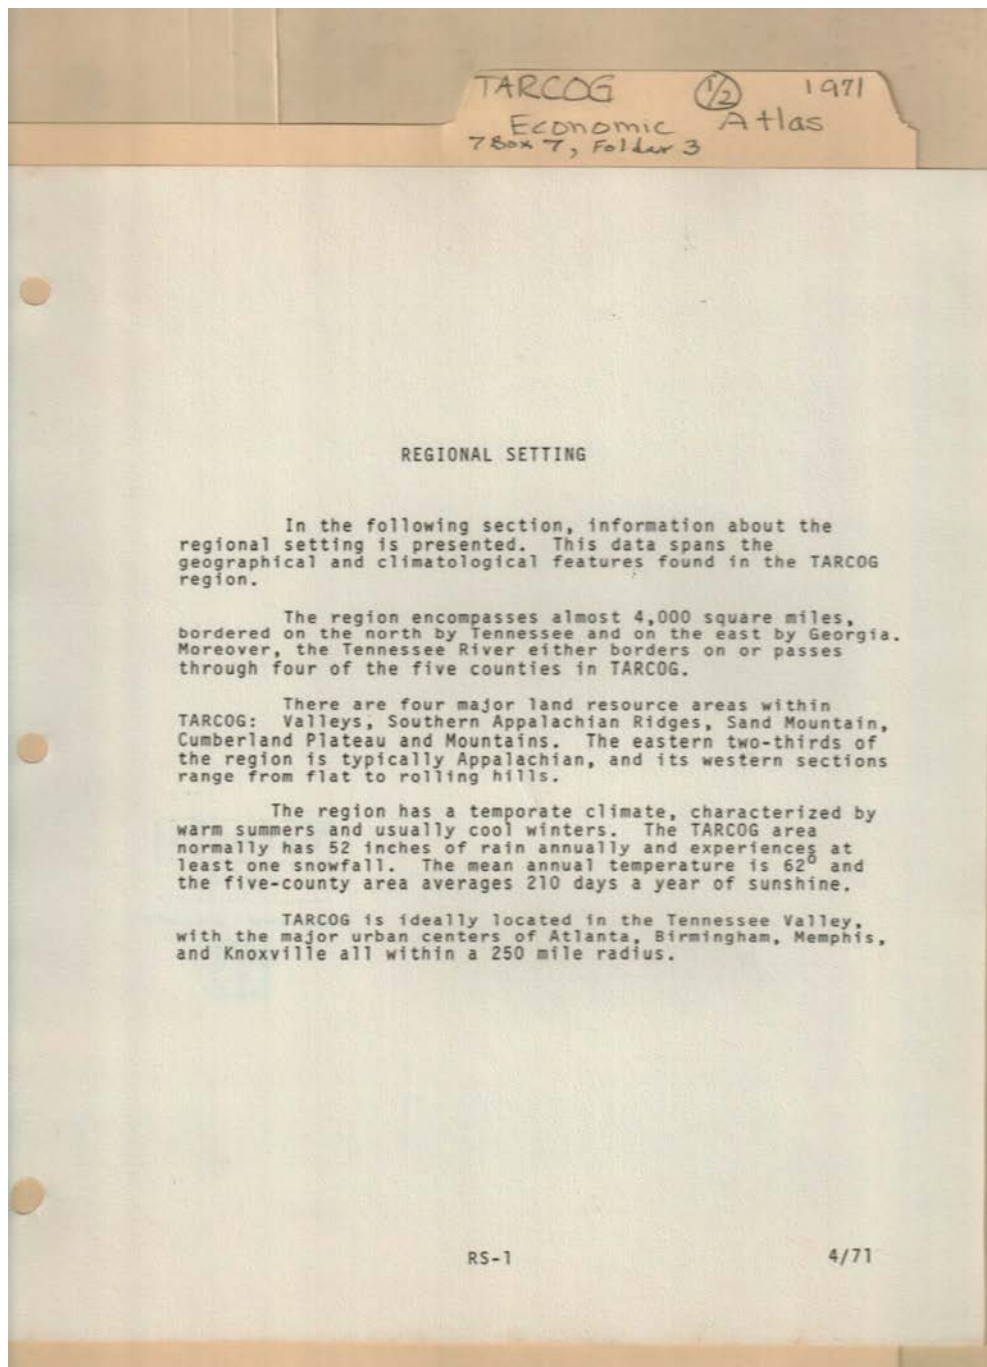 TARCOG (1/2) 1971
Economic Atlas
7 Box 7, Folder 3
REGIONAL SETTING
In the following section, information about the
regional setting is presented. This data spans the
geographical and climatological features found in the TARCOG
region.
The region encompasses almost 4,000 square miles,
bordered on the north by Tennessee and on the east by Georgia.
Moreover, the Tennessee River either borders on or passes
through four of the five counties in TARCOG.
There are four major land resource areas within
TARCOG: Valleys, Southern Appalachian Ridges, Sand Mountain,
Cumberland Plateau and Mountains. The eastern two-thirds of
the region is typically Appalachian, and its western sections
range from flat to rolling hills.
The region has a temporate climate, characterized by
warm summers and usually cool winters. The TARCOG area
normally has 52 inches of rain annually and experiences at
least one snowfall. The mean annual temperature is 62° and
the five-county area averages 210 days a year of sunshine.
TARCOG is ideally located in the Tennessee Valley,
with the major urban centers of Atlanta, Birmingham, Memphis,
and Knoxville all within a 250 mile radius.
RS-1 4/71